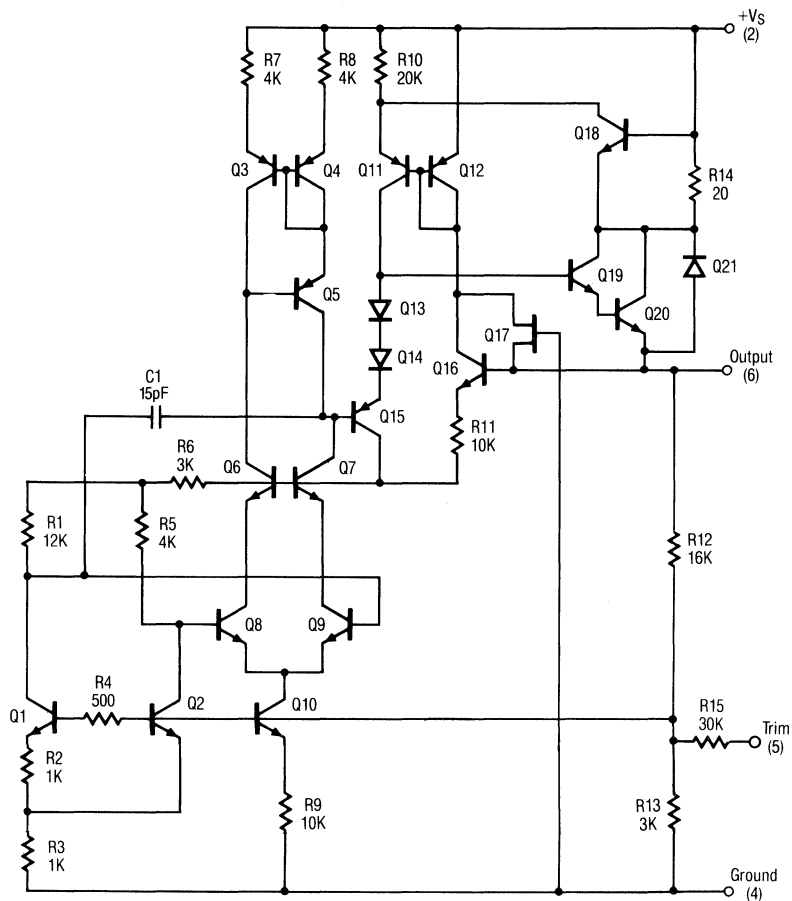 +VS
(2)
R7
4K
R8
4K
R10
20K
Q18
Q3
Q4
Q11
Q12
R14
20
Q5
Q13
Q19
Q21
Q14
Q17
Q20
Q16
Output
(6)
C1
15pF
Q15
R11
10K
R6
3K
Q6
Q7
R1
12K
R5
4K
R12
16K
Q8
Q9
R4
500
Q1
Q2
Q10
R15
30K
Trim
(5)
R2
1K
R9
10K
R13
3K
R3
1K
Ground
(4)